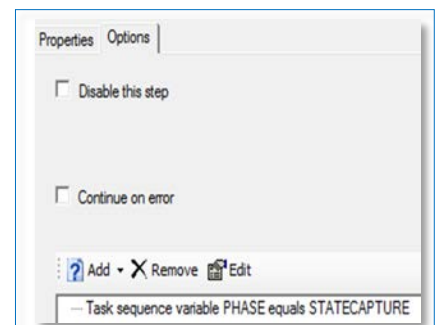 Properties Options
Disable this step
Continue on error
Add Remove Edit
Task sequence variable PHASE equals STATECAPTURE